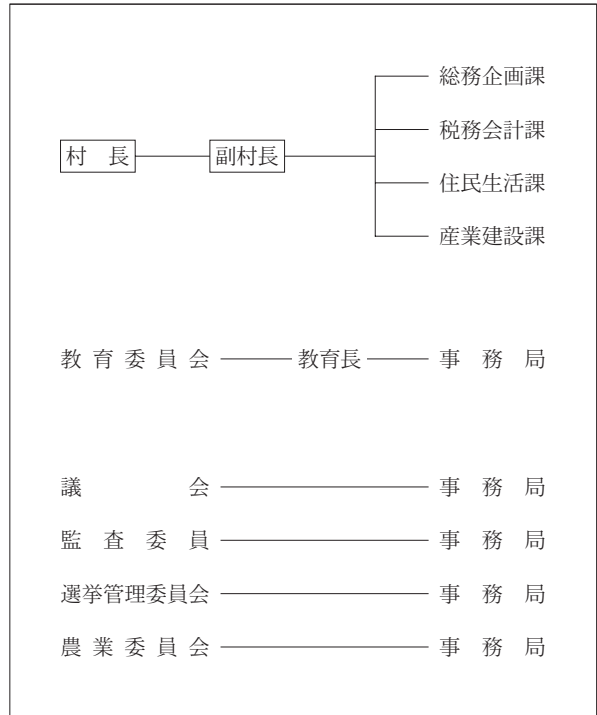 総務企画課
税務会計課
村 長 副村長
住民生活課
産業建設課
教育委員会 教育長 事務局
議 会 事務局
監査委員 事務局
選挙管理委員会 事務局
農業委員会 事務局